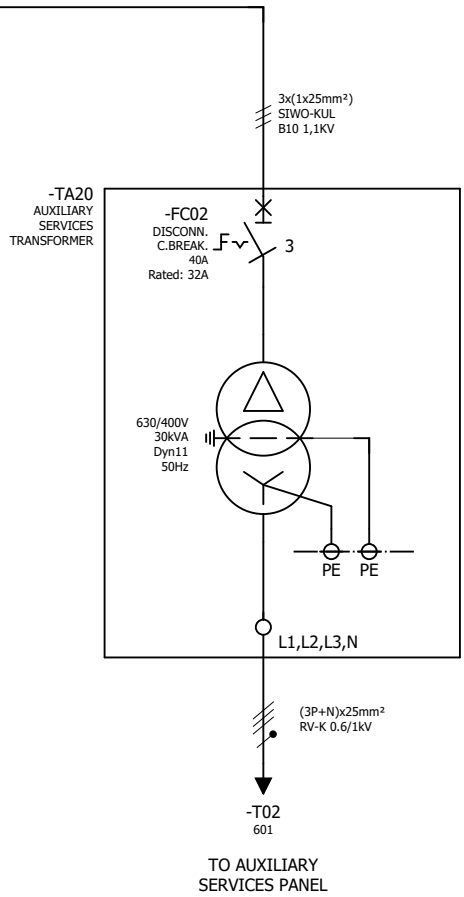 3x(1x25mm²)
SIWO-KUL
B10 1,1KV
-TA20
AUXILIARY
SERVICES
TRANSFORMER
-FC02
DISCONN.
C.BREAK.
40A
Rated: 32A
3
630/400V
30kVA
Dyn11
50Hz
PE PE
L1,L2,L3,N
(3P+N)x25mm²
RV-K 0.6/1kV
-T02
601
TO AUXILIARY
SERVICES PANEL